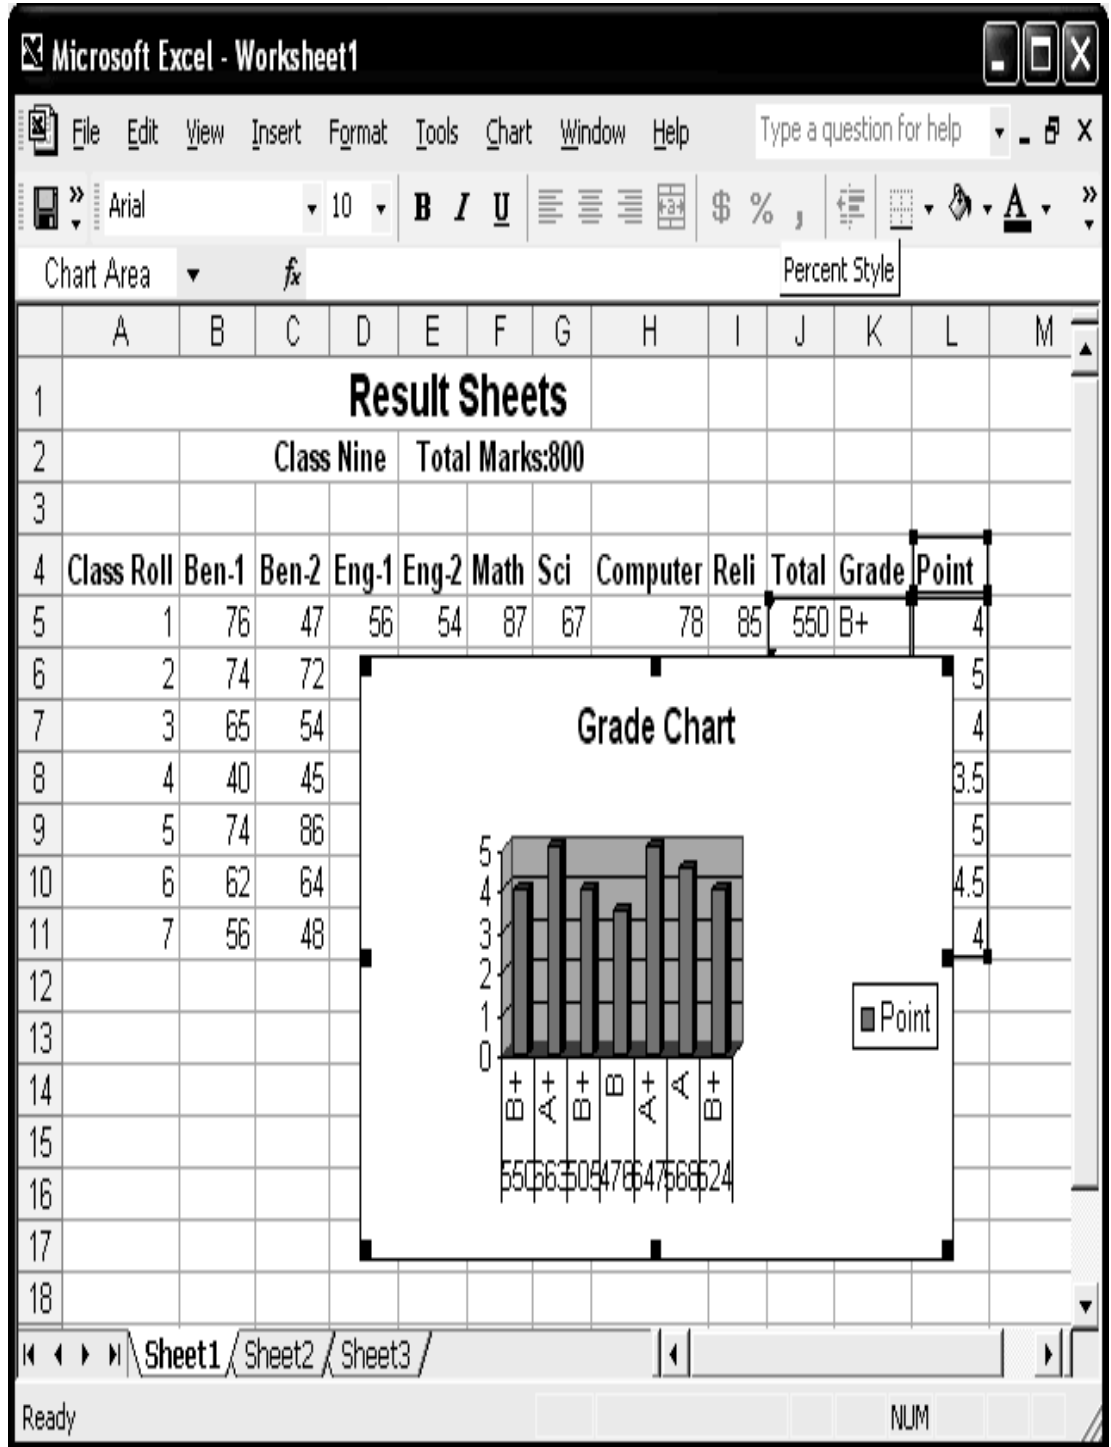 Microsoft Excel - Worksheet1
File Edit View Insert Format Tools Chart Window Help Type a question for help
Arial 10 B I U $ % , A
Chart Area fx Percent Style
A B C D E F G H I J K L M
1 Result Sheets
2 Class Nine Total Marks:800
3
4 Class Roll Ben-1 Ben-2 Eng-1 Eng-2 Math Sci Computer Reli Total Grade Point
5 1 76 47 56 54 87 67 78 85 550 B+ 4
6 2 74 72 5
Grade Chart
7 3 65 54 4
8 4 40 45 3.5
9 5 74 86 5
10 6 62 64 4.5
11 7 56 48 4
12
13
14
15
16
17
18
5
4
3
2
1
0
Point
B+ A+ B+ B A+ A B+
550 663 505 476 647 568 524
Sheet1 Sheet2 Sheet3
Ready NUM